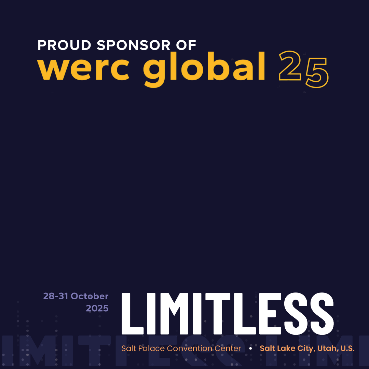 PROUD SPONSOR OF
werc global 25
28-31 October
2025
LIMITLESS
Salt Palace Convention Center • Salt Lake City, Utah, U.S.